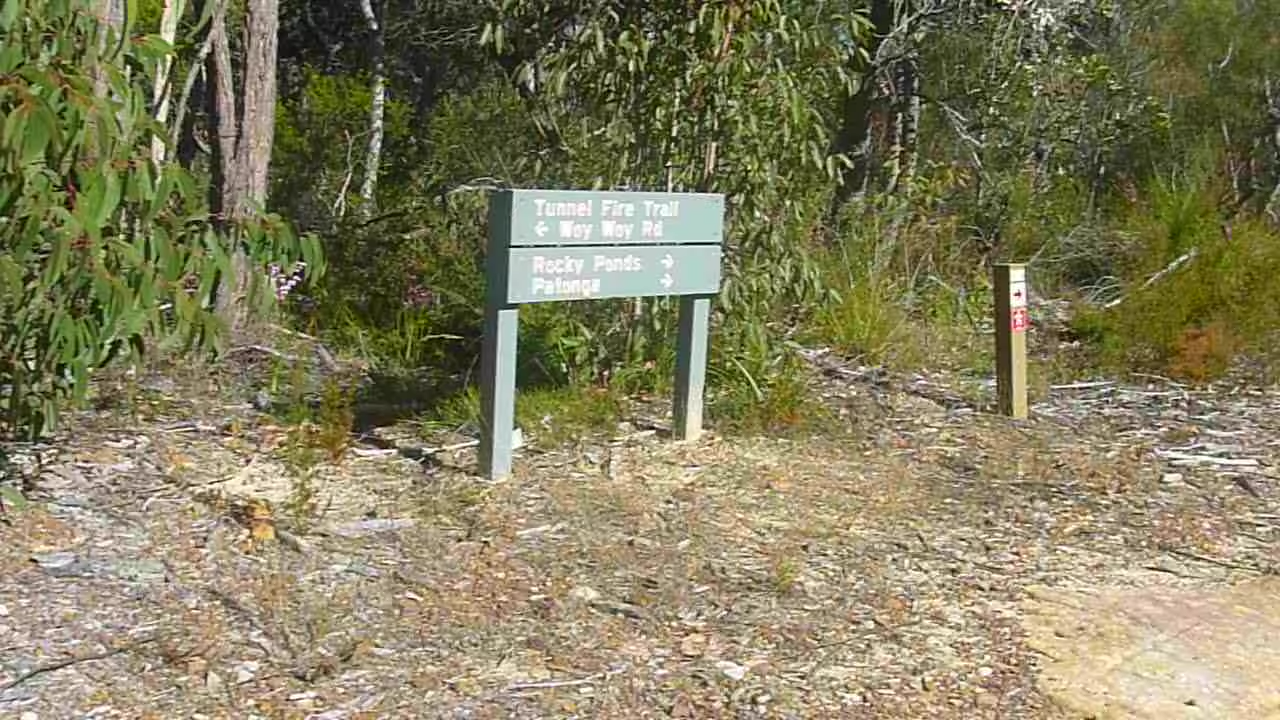 Tunnel Fire Trail
← Woy Woy Rd
Rocky Ponds →
Patonga →